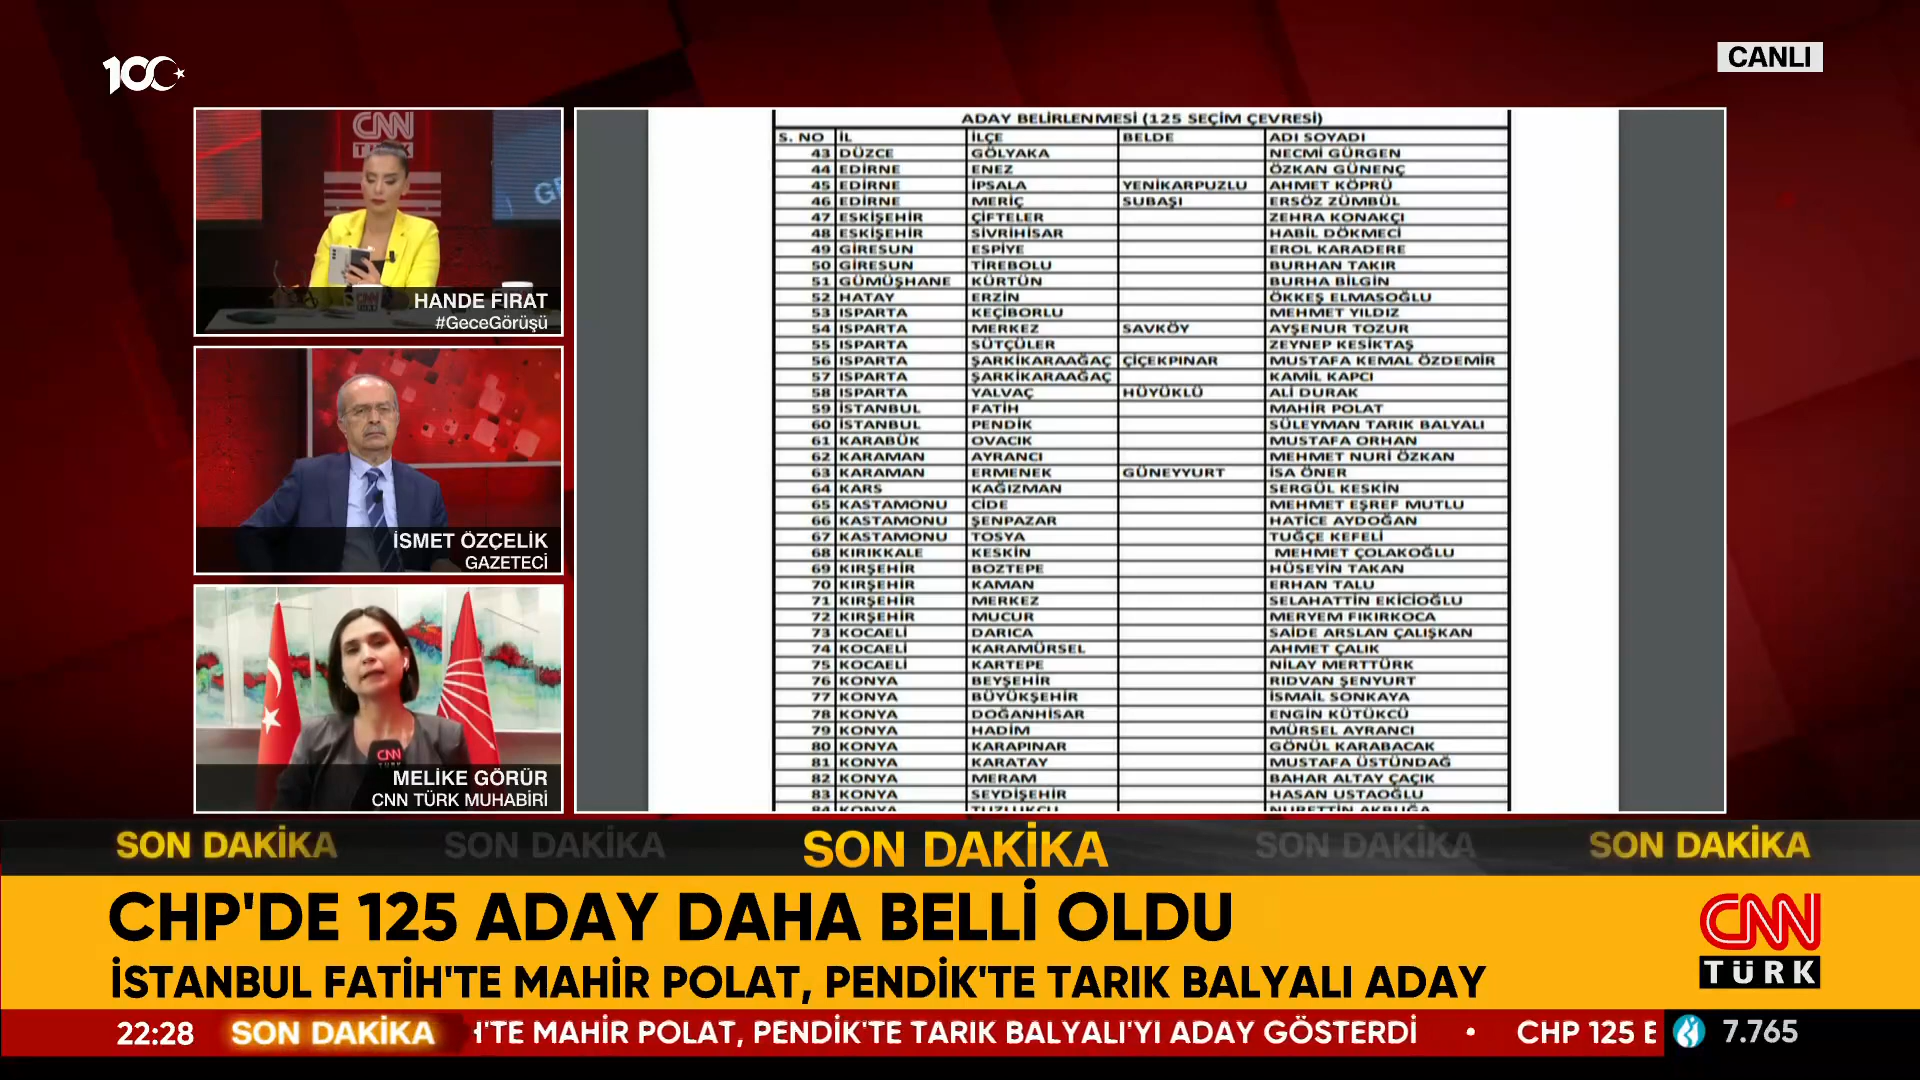 100
CANLI
CNN
TÜRK
HANDE FIRAT
#GeceGörüşü
İSMET ÖZÇELİK
GAZETECİ
CNN
TÜRK
MELİKE GÖRÜR
CNN TÜRK MUHABİRİ
ADAY BELİRLENMESİ (125 SEÇİM ÇEVRESİ)
S. NO İL İLÇE BELDE ADI SOYADI
43 DÜZCE GÖLYAKA NECMİ GÜRGEN
44 EDİRNE ENEZ ÖZKAN GÜNENÇ
45 EDİRNE İPSALA YENİKARPUZLU AHMET KÖPRÜ
46 EDİRNE MERİÇ SUBAŞI ERSÖZ ZÜMBÜL
47 ESKİŞEHİR ÇİFTELER ZEHRA KONAKÇI
48 ESKİŞEHİR SİVRİHİSAR HABİL DÖKMECİ
49 GİRESUN ESPİYE EROL KARADERE
50 GİRESUN TİREBOLU BURHAN TAKIR
51 GÜMÜŞHANE KÜRTÜN BURHA BİLGİN
52 HATAY ERZİN ÖKKEŞ ELMASOĞLU
53 ISPARTA KEÇİBORLU MEHMET YILDIZ
54 ISPARTA MERKEZ SAVKÖY AYŞENUR TOZUR
55 ISPARTA SÜTÇÜLER ZEYNEP KESİKTAŞ
56 ISPARTA ŞARKİKARAAĞAÇ ÇİÇEKPINAR MUSTAFA KEMAL ÖZDEMİR
57 ISPARTA ŞARKİKARAAĞAÇ KAMİL KAPCI
58 ISPARTA YALVAÇ HÜYÜKLÜ ALİ DURAK
59 İSTANBUL FATİH MAHİR POLAT
60 İSTANBUL PENDİK SÜLEYMAN TARIK BALYALI
61 KARABÜK OVACIK MUSTAFA ORHAN
62 KARAMAN AYRANCI MEHMET NURİ ÖZKAN
63 KARAMAN ERMENEK GÜNEYYURT İSA ÖNER
64 KARS KAĞIZMAN SERGÜL KESKİN
65 KASTAMONU CİDE MEHMET EŞREF MUTLU
66 KASTAMONU ŞENPAZAR HATİCE AYDOĞAN
67 KASTAMONU TOSYA TUĞÇE KEFELİ
68 KIRIKKALE KESKİN MEHMET ÇOLAKOĞLU
69 KIRŞEHİR BOZTEPE HÜSEYİN TAKAN
70 KIRŞEHİR KAMAN ERHAN TALU
71 KIRŞEHİR MERKEZ SELAHATTİN EKİCİOĞLU
72 KIRŞEHİR MUCUR MERYEM FIKIRKOCA
73 KOCAELİ DARICA SAİDE ARSLAN ÇALIŞKAN
74 KOCAELİ KARAMÜRSEL AHMET ÇALIK
75 KOCAELİ KARTEPE NİLAY MERTTÜRK
76 KONYA BEYŞEHİR RIDVAN ŞENYURT
77 KONYA BÜYÜKŞEHİR İSMAİL SONKAYA
78 KONYA DOĞANHİSAR ENGİN KÜTÜKCÜ
79 KONYA HADİM MÜRSEL AYRANCI
80 KONYA KARAPINAR GÖNÜL KARABACAK
81 KONYA KARATAY MUSTAFA ÜSTÜNDAĞ
82 KONYA MERAM BAHAR ALTAY ÇAÇIK
83 KONYA SEYDİŞEHİR HASAN USTAOĞLU
84 KONYA TUZLUKÇU NURETTİN AKBUĞA
SON DAKİKA SON DAKİKA SON DAKİKA SON DAKİKA SON DAKİKA
CHP'DE 125 ADAY DAHA BELLİ OLDU
İSTANBUL FATİH'TE MAHİR POLAT, PENDİK'TE TARIK BALYALI ADAY
CNN
TÜRK
22:28 SON DAKİKA H'TE MAHİR POLAT, PENDİK'TE TARIK BALYALI'YI ADAY GÖSTERDİ • CHP 125 B 7.765